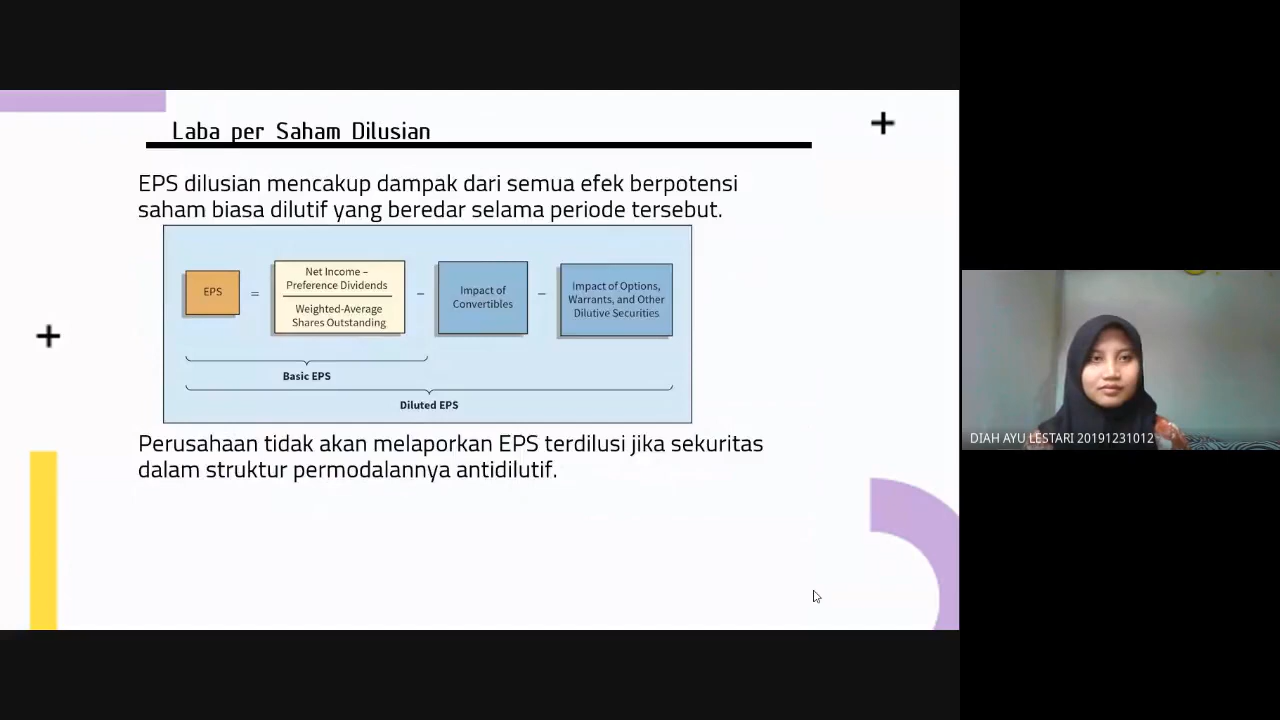 Laba per Saham Dilusian
EPS dilusian mencakup dampak dari semua efek berpotensi
saham biasa dilutif yang beredar selama periode tersebut.
EPS
=
Net Income –
Preference Dividends
Weighted-Average
Shares Outstanding
–
Impact of
Convertibles
–
Impact of Options,
Warrants, and Other
Dilutive Securities
Basic EPS
Diluted EPS
Perusahaan tidak akan melaporkan EPS terdilusi jika sekuritas
dalam struktur permodalannya antidilutif.
DIAH AYU LESTARI 20191231012